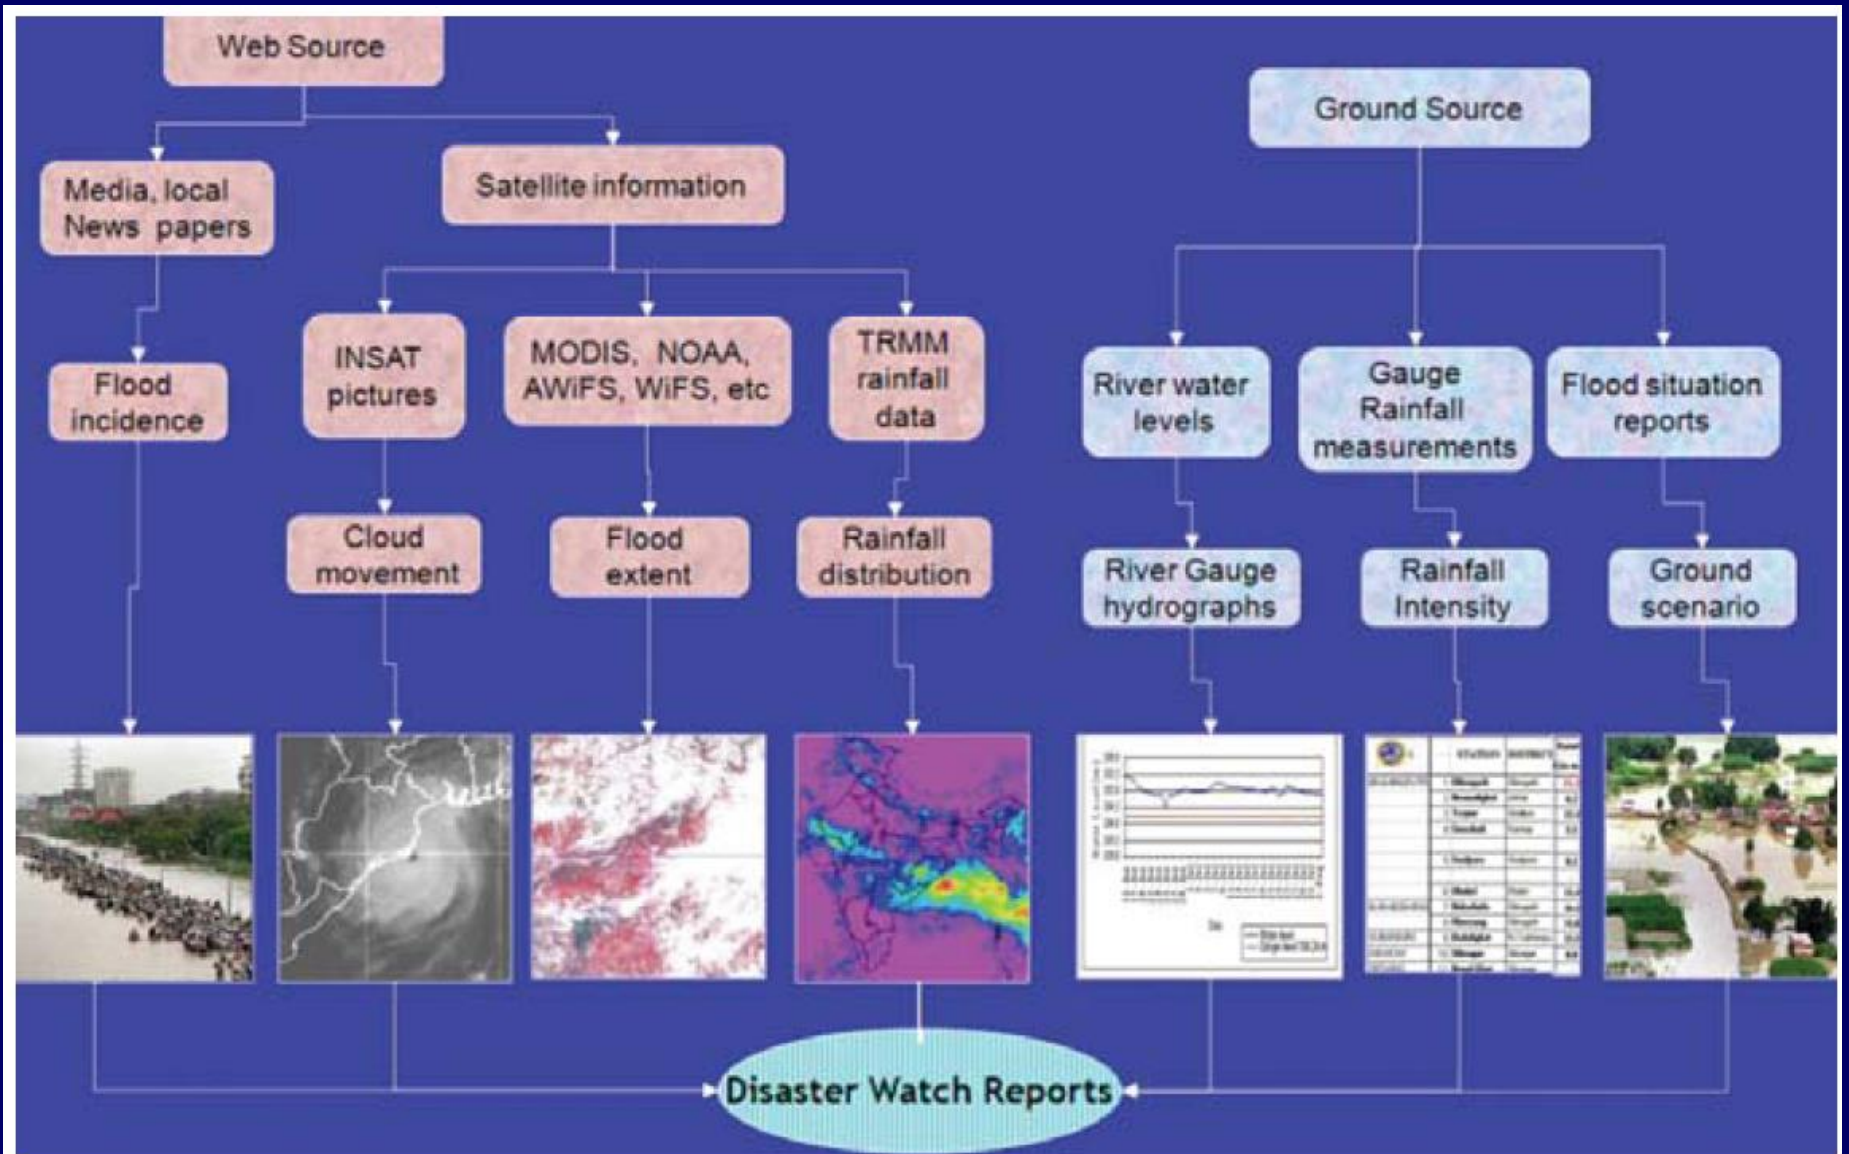 Web Source
Ground Source
Media, local
News papers
Satellite information
Flood
incidence
INSAT
pictures
MODIS, NOAA,
AWiFS, WiFS, etc
TRMM
rainfall
data
River water
levels
Gauge
Rainfall
measurements
Flood situation
reports
Cloud
movement
Flood
extent
Rainfall
distribution
River Gauge
hydrographs
Rainfall
Intensity
Ground
scenario
STATION
Disaster Watch Reports